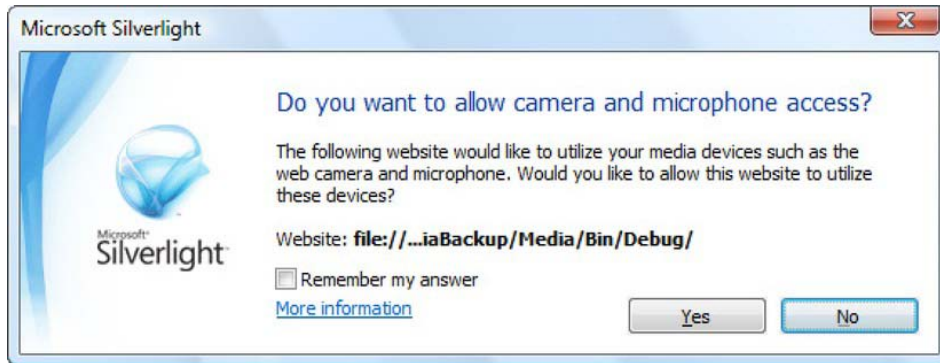 Microsoft Silverlight
Do you want to allow camera and microphone access?
The following website would like to utilize your media devices such as the
web camera and microphone. Would you like to allow this website to utilize
these devices?
Microsoft®
Silverlight™
Website: file://...iaBackup/Media/Bin/Debug/
Remember my answer
More information
Yes
No